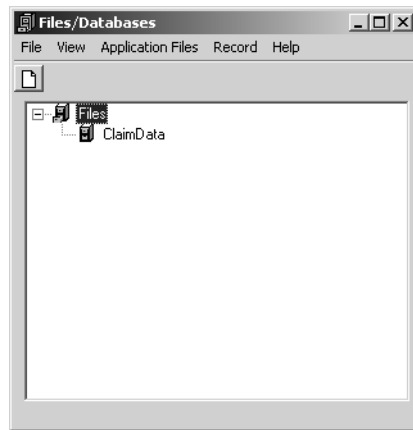 Files/Databases
File View Application Files Record Help
Files
ClaimData